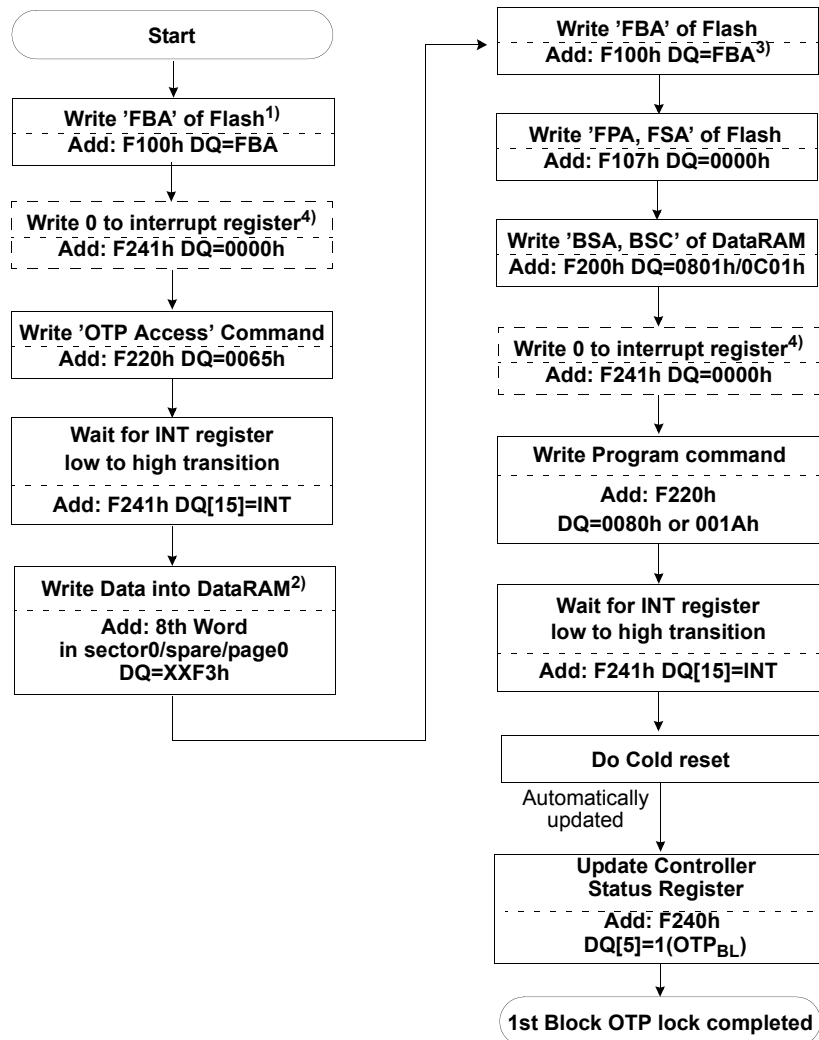 Start
Write ’FBA’ of Flash1)
Add: F100h DQ=FBA
Write 0 to interrupt register4)
Add: F241h DQ=0000h
Write ’OTP Access’ Command
Add: F220h DQ=0065h
Wait for INT register
low to high transition
Add: F241h DQ[15]=INT
Write Data into DataRAM2)
Add: 8th Word
in sector0/spare/page0
DQ=XXF3h
Write ’FBA’ of Flash
Add: F100h DQ=FBA3)
Write ’FPA, FSA’ of Flash
Add: F107h DQ=0000h
Write ’BSA, BSC’ of DataRAM
Add: F200h DQ=0801h/0C01h
Write 0 to interrupt register4)
Add: F241h DQ=0000h
Write Program command
Add: F220h
DQ=0080h or 001Ah
Wait for INT register
low to high transition
Add: F241h DQ[15]=INT
Do Cold reset
Automatically
updated
Update Controller
Status Register
Add: F240h
DQ[5]=1(OTPBL)
1st Block OTP lock completed